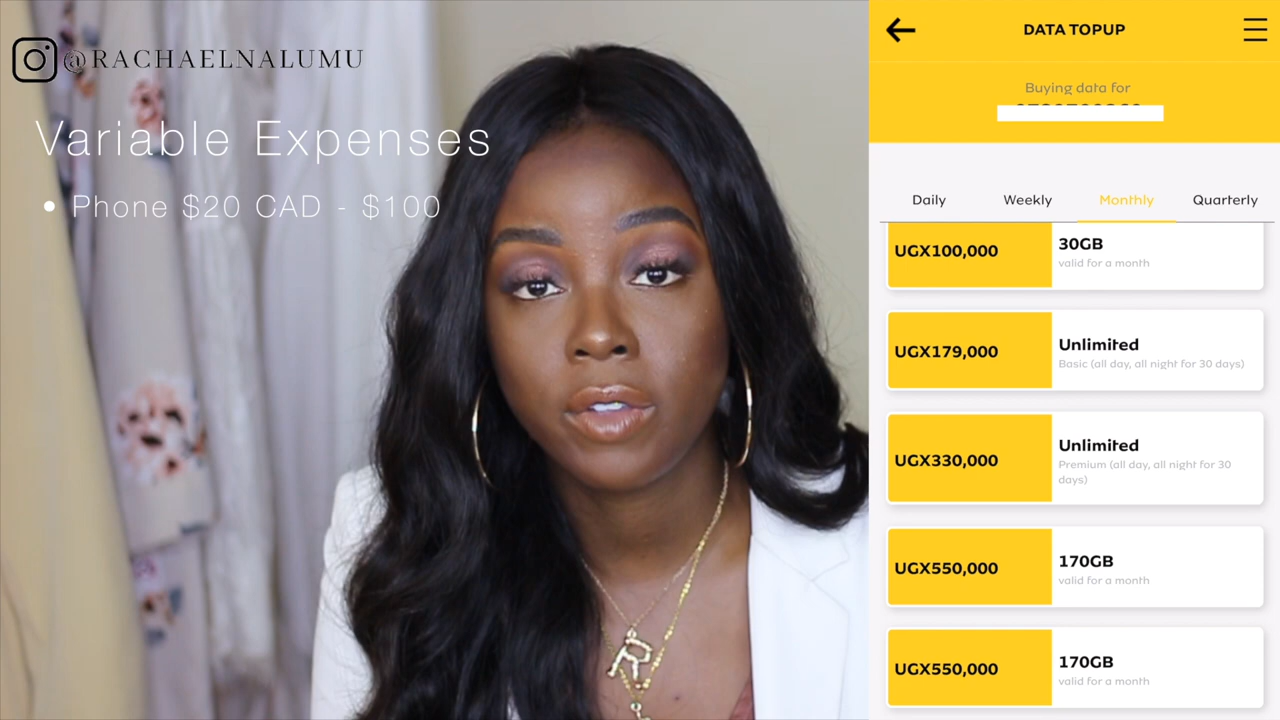 @RACHAELNALUMU
Variable Expenses
• Phone $20 CAD - $100
DATA TOPUP
Buying data for
Daily
Weekly
Monthly
Quarterly
UGX100,000
30GB
valid for a month
UGX179,000
Unlimited
Basic (all day, all night for 30 days)
UGX330,000
Unlimited
Premium (all day, all night for 30
days)
UGX550,000
170GB
valid for a month
UGX550,000
170GB
valid for a month
R